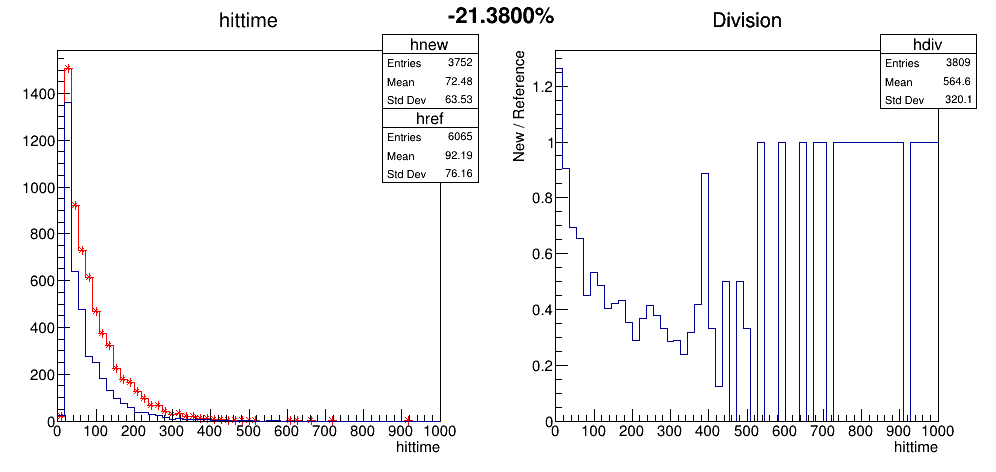 -21.3800%
hittime
hnew
Entries 3752
Mean 72.48
Std Dev 63.53
href
Entries 6065
Mean 92.19
Std Dev 76.16
1400
1200
1000
800
600
400
200
0
0 100 200 300 400 500 600 700 800 900 1000
hittime
Division
hdiv
Entries 3809
Mean 564.6
Std Dev 320.1
New / Reference
1.2
1
0.8
0.6
0.4
0.2
0
0 100 200 300 400 500 600 700 800 900 1000
hittime